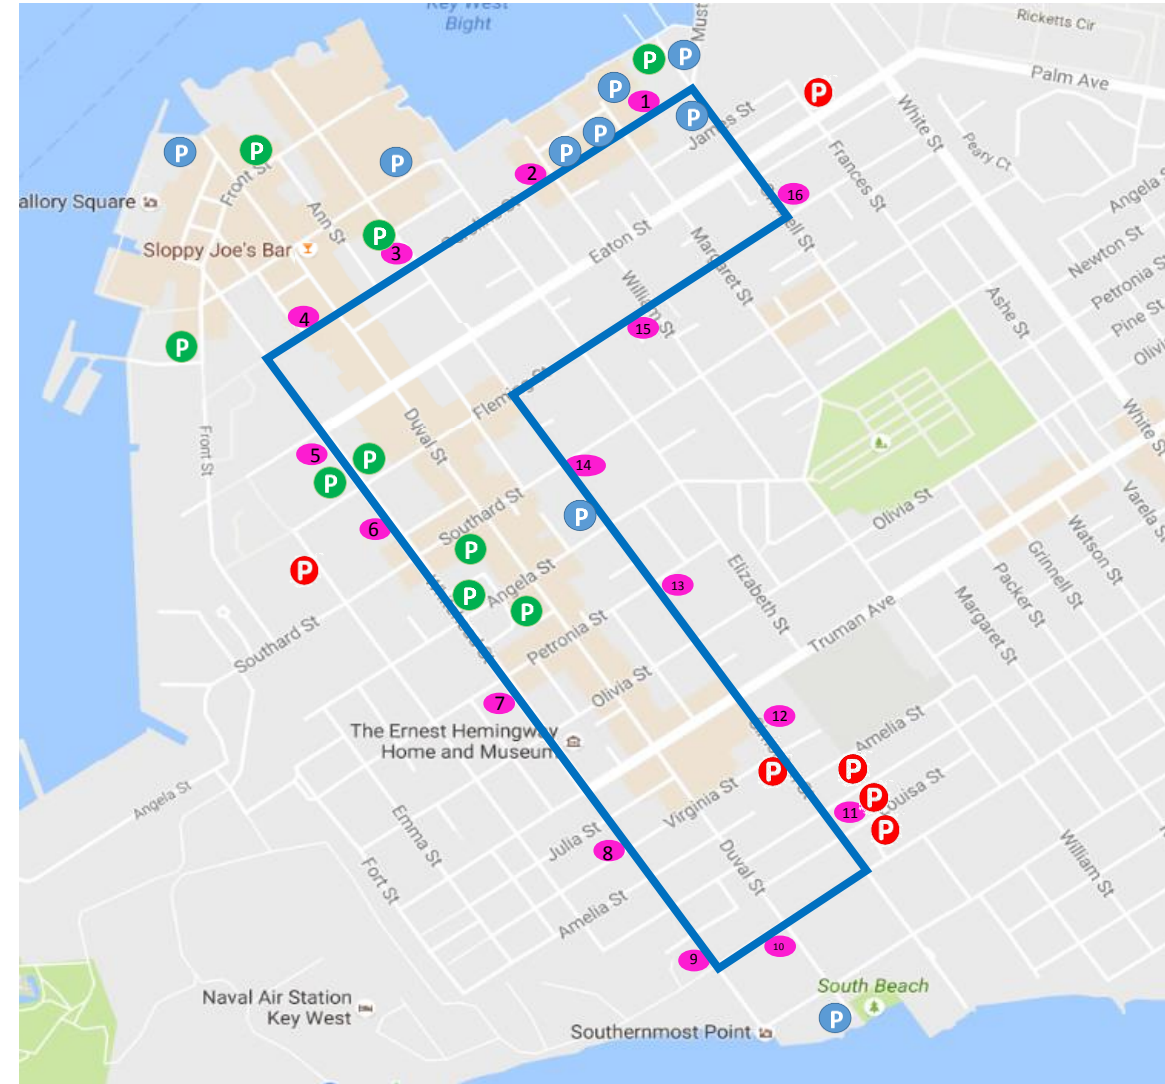 Key West
Bight
Must
Ricketts Cir
Palm Ave
P
P
P
1
P
P
James St
White St
Peary Ct
Frances St
P
P
P
P
P
2
Front St
16
Angela S
allory Square
Ann St
Newton St
P
3
Sloppy Joe's Bar
Eaton St
Margaret St
Petronia St
William St
Ashe St
Pine St
4
15
Olivi
P
Fleming St
Duval St
White St
Front St
5
P
P
14
Southard St
P
6
Olivia St
Varela St
Watson St
P
P
Angela St
P
P
13
Elizabeth St
Grinnell St
Packer St
Margaret St
Truman Ave
Southard St
Petronia St
Olivia St
7
12
The Ernest Hemingway
Home and Museum
Amelia St
P
P
P
P
11
Louisa St
Angela St
Virginia St
Emma St
Julia St
8
Duval St
William St
Fort St
Amelia St
9
10
South Beach
P
Naval Air Station
Key West
Southernmost Point